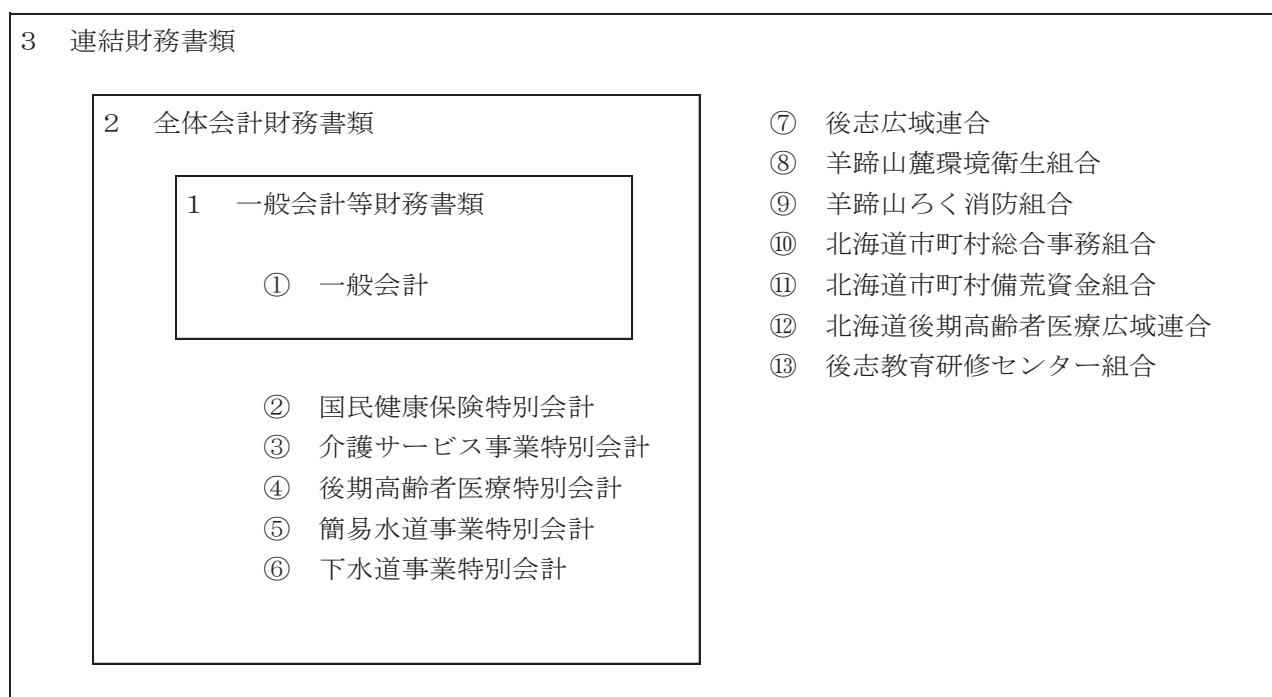 ３　連結財務書類
２　全体会計財務書類
１　一般会計等財務書類
①　一般会計
②　国民健康保険特別会計
③　介護サービス事業特別会計
④　後期高齢者医療特別会計
⑤　簡易水道事業特別会計
⑥　下水道事業特別会計
⑦　後志広域連合
⑧　羊蹄山麓環境衛生組合
⑨　羊蹄山ろく消防組合
⑩　北海道市町村総合事務組合
⑪　北海道市町村備荒資金組合
⑫　北海道後期高齢者医療広域連合
⑬　後志教育研修センター組合